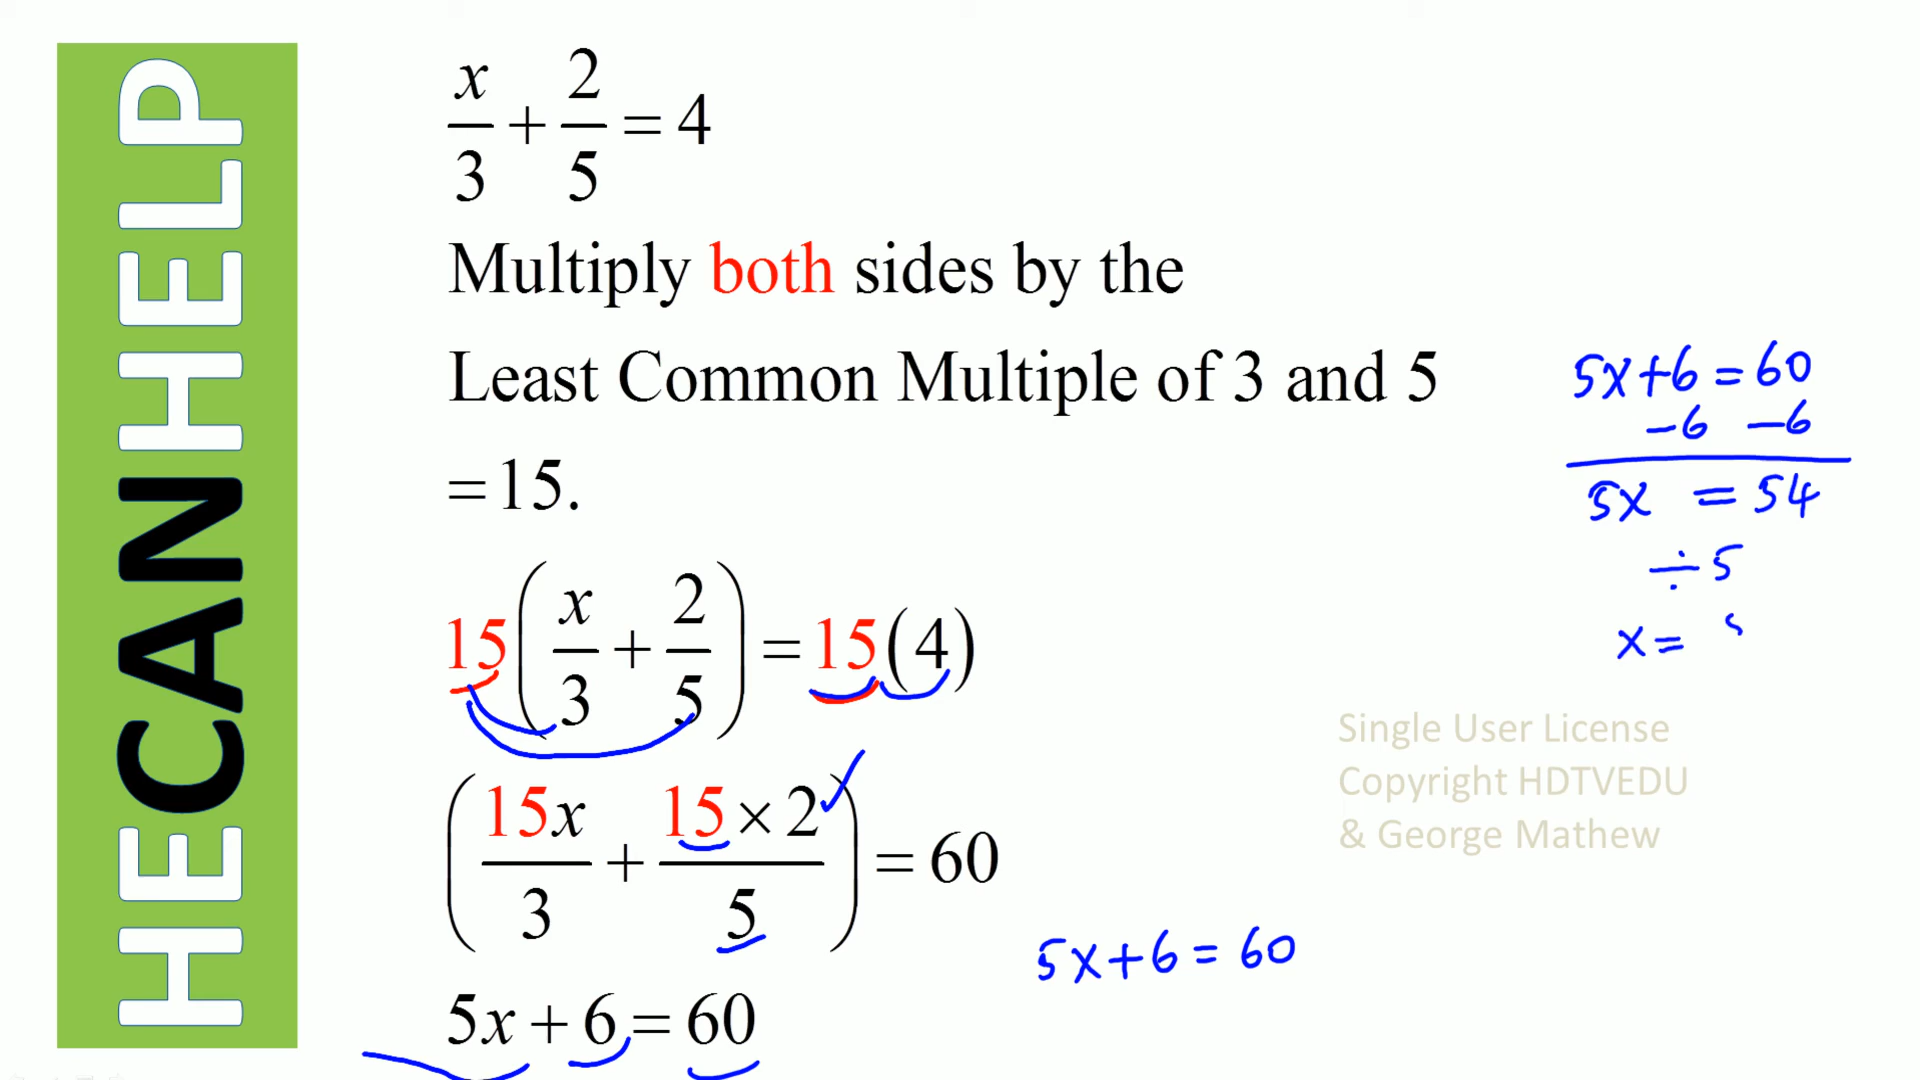 HECANHELP
x/3 + 2/5 = 4
Multiply both sides by the
Least Common Multiple of 3 and 5
= 15.
15(x/3 + 2/5) = 15(4)
(15x/3 + 15 × 2/5) = 60
5x + 6 = 60
5x+6=60
5x+6=60
-6 -6
5x = 54
÷5
x=
Single User License
Copyright HDTVEDU
& George Mathew